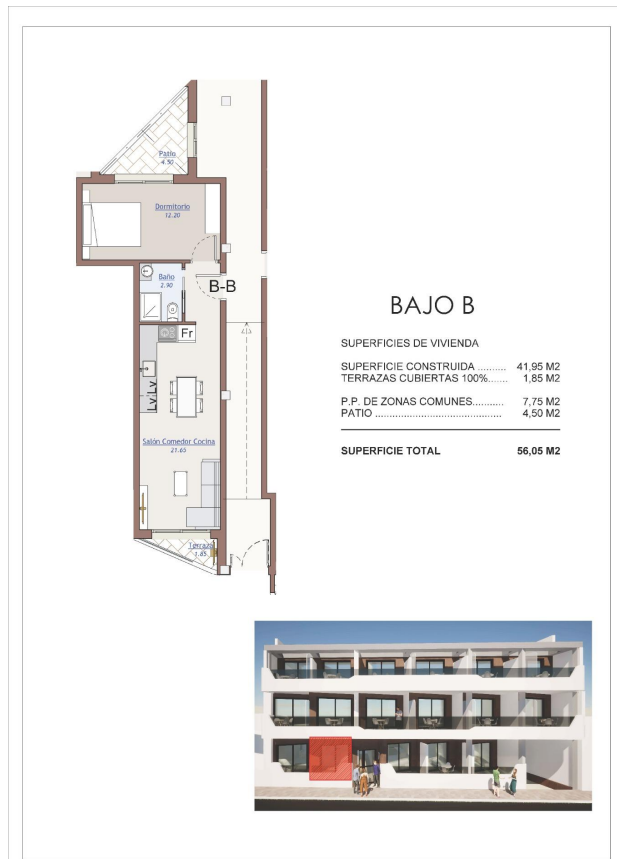 Patio
4.50
Dormitorio
12.20
Baño
2.90
B-B
Fr
Lv.Lv.
Salón Comedor Cocina
21.65
Terraza
1.85
BAJO B
SUPERFICIES DE VIVIENDA
SUPERFICIE CONSTRUIDA .......... 41,95 M2
TERRAZAS CUBIERTAS 100%....... 1,85 M2
P.P. DE ZONAS COMUNES........... 7,75 M2
PATIO ............................................ 4,50 M2
SUPERFICIE TOTAL 56,05 M2